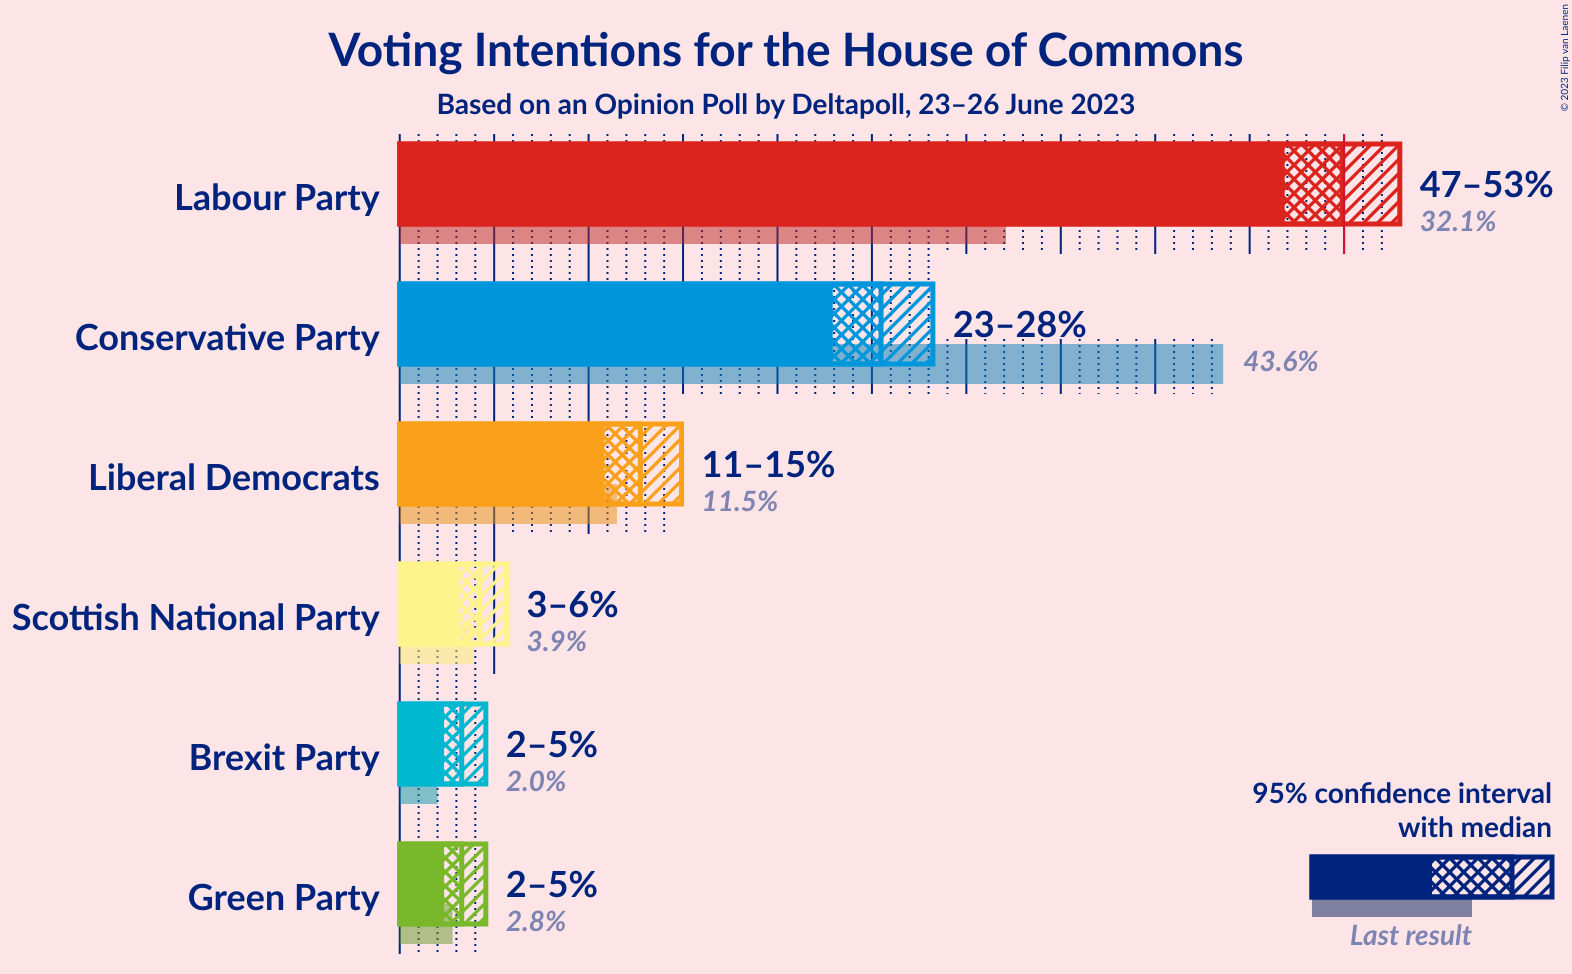 Voting Intentions for the House of Commons
Based on an Opinion Poll by Deltapoll, 23–26 June 2023
© 2023 Filip van Laenen
Labour Party
47–53%
32.1%
Conservative Party
23–28%
43.6%
Liberal Democrats
11–15%
11.5%
Scottish National Party
3–6%
3.9%
Brexit Party
2–5%
2.0%
Green Party
2–5%
2.8%
95% confidence interval
with median
Last result